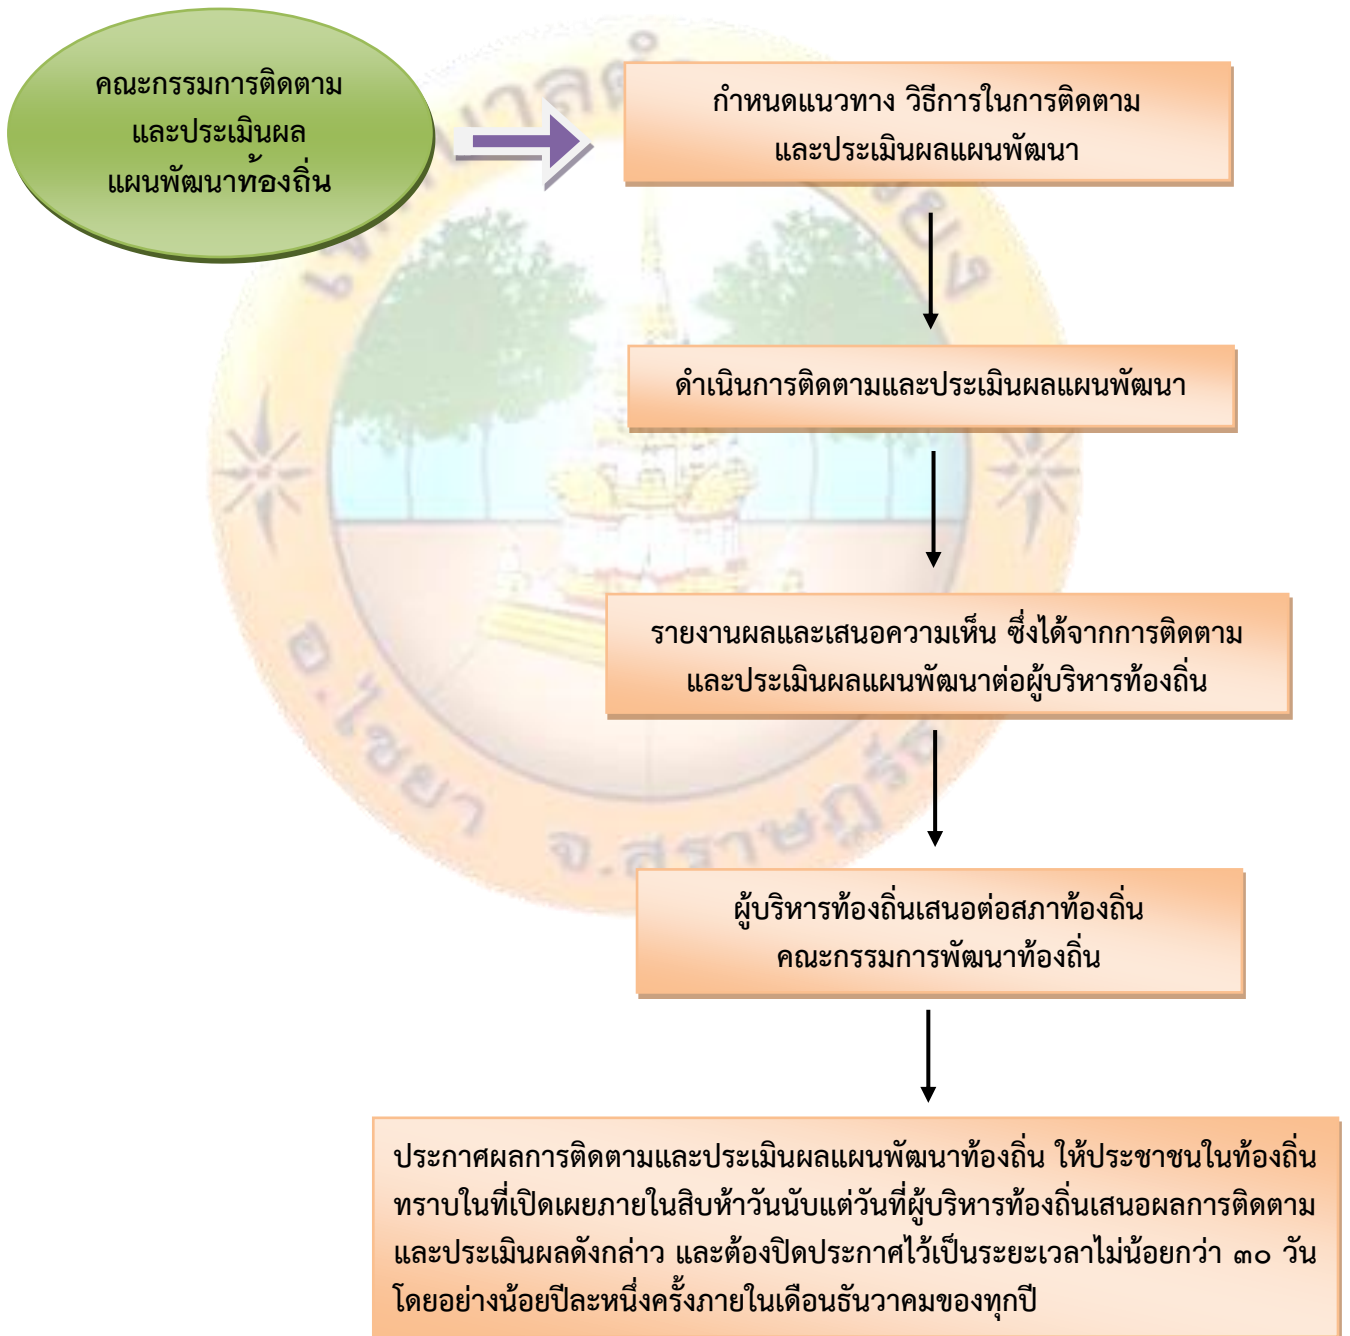 คณะกรรมการติดตาม
และประเมินผล
แผนพัฒนาท้องถิ่น
กำหนดแนวทาง วิธีการในการติดตาม
และประเมินผลแผนพัฒนา
ดำเนินการติดตามและประเมินผลแผนพัฒนา
รายงานผลและเสนอความเห็น ซึ่งได้จากการติดตาม
และประเมินผลแผนพัฒนาต่อผู้บริหารท้องถิ่น
ผู้บริหารท้องถิ่นเสนอต่อสภาท้องถิ่น
คณะกรรมการพัฒนาท้องถิ่น
ประกาศผลการติดตามและประเมินผลแผนพัฒนาท้องถิ่น ให้ประชาชนในท้องถิ่น
ทราบในที่เปิดเผยภายในสิบห้าวันนับแต่วันที่ผู้บริหารท้องถิ่นเสนอผลการติดตาม
และประเมินผลดังกล่าว และต้องปิดประกาศไว้เป็นระยะเวลาไม่น้อยกว่า ๓๐ วัน
โดยอย่างน้อยปีละหนึ่งครั้งภายในเดือนธันวาคมของทุกปี
อ.ไชยา